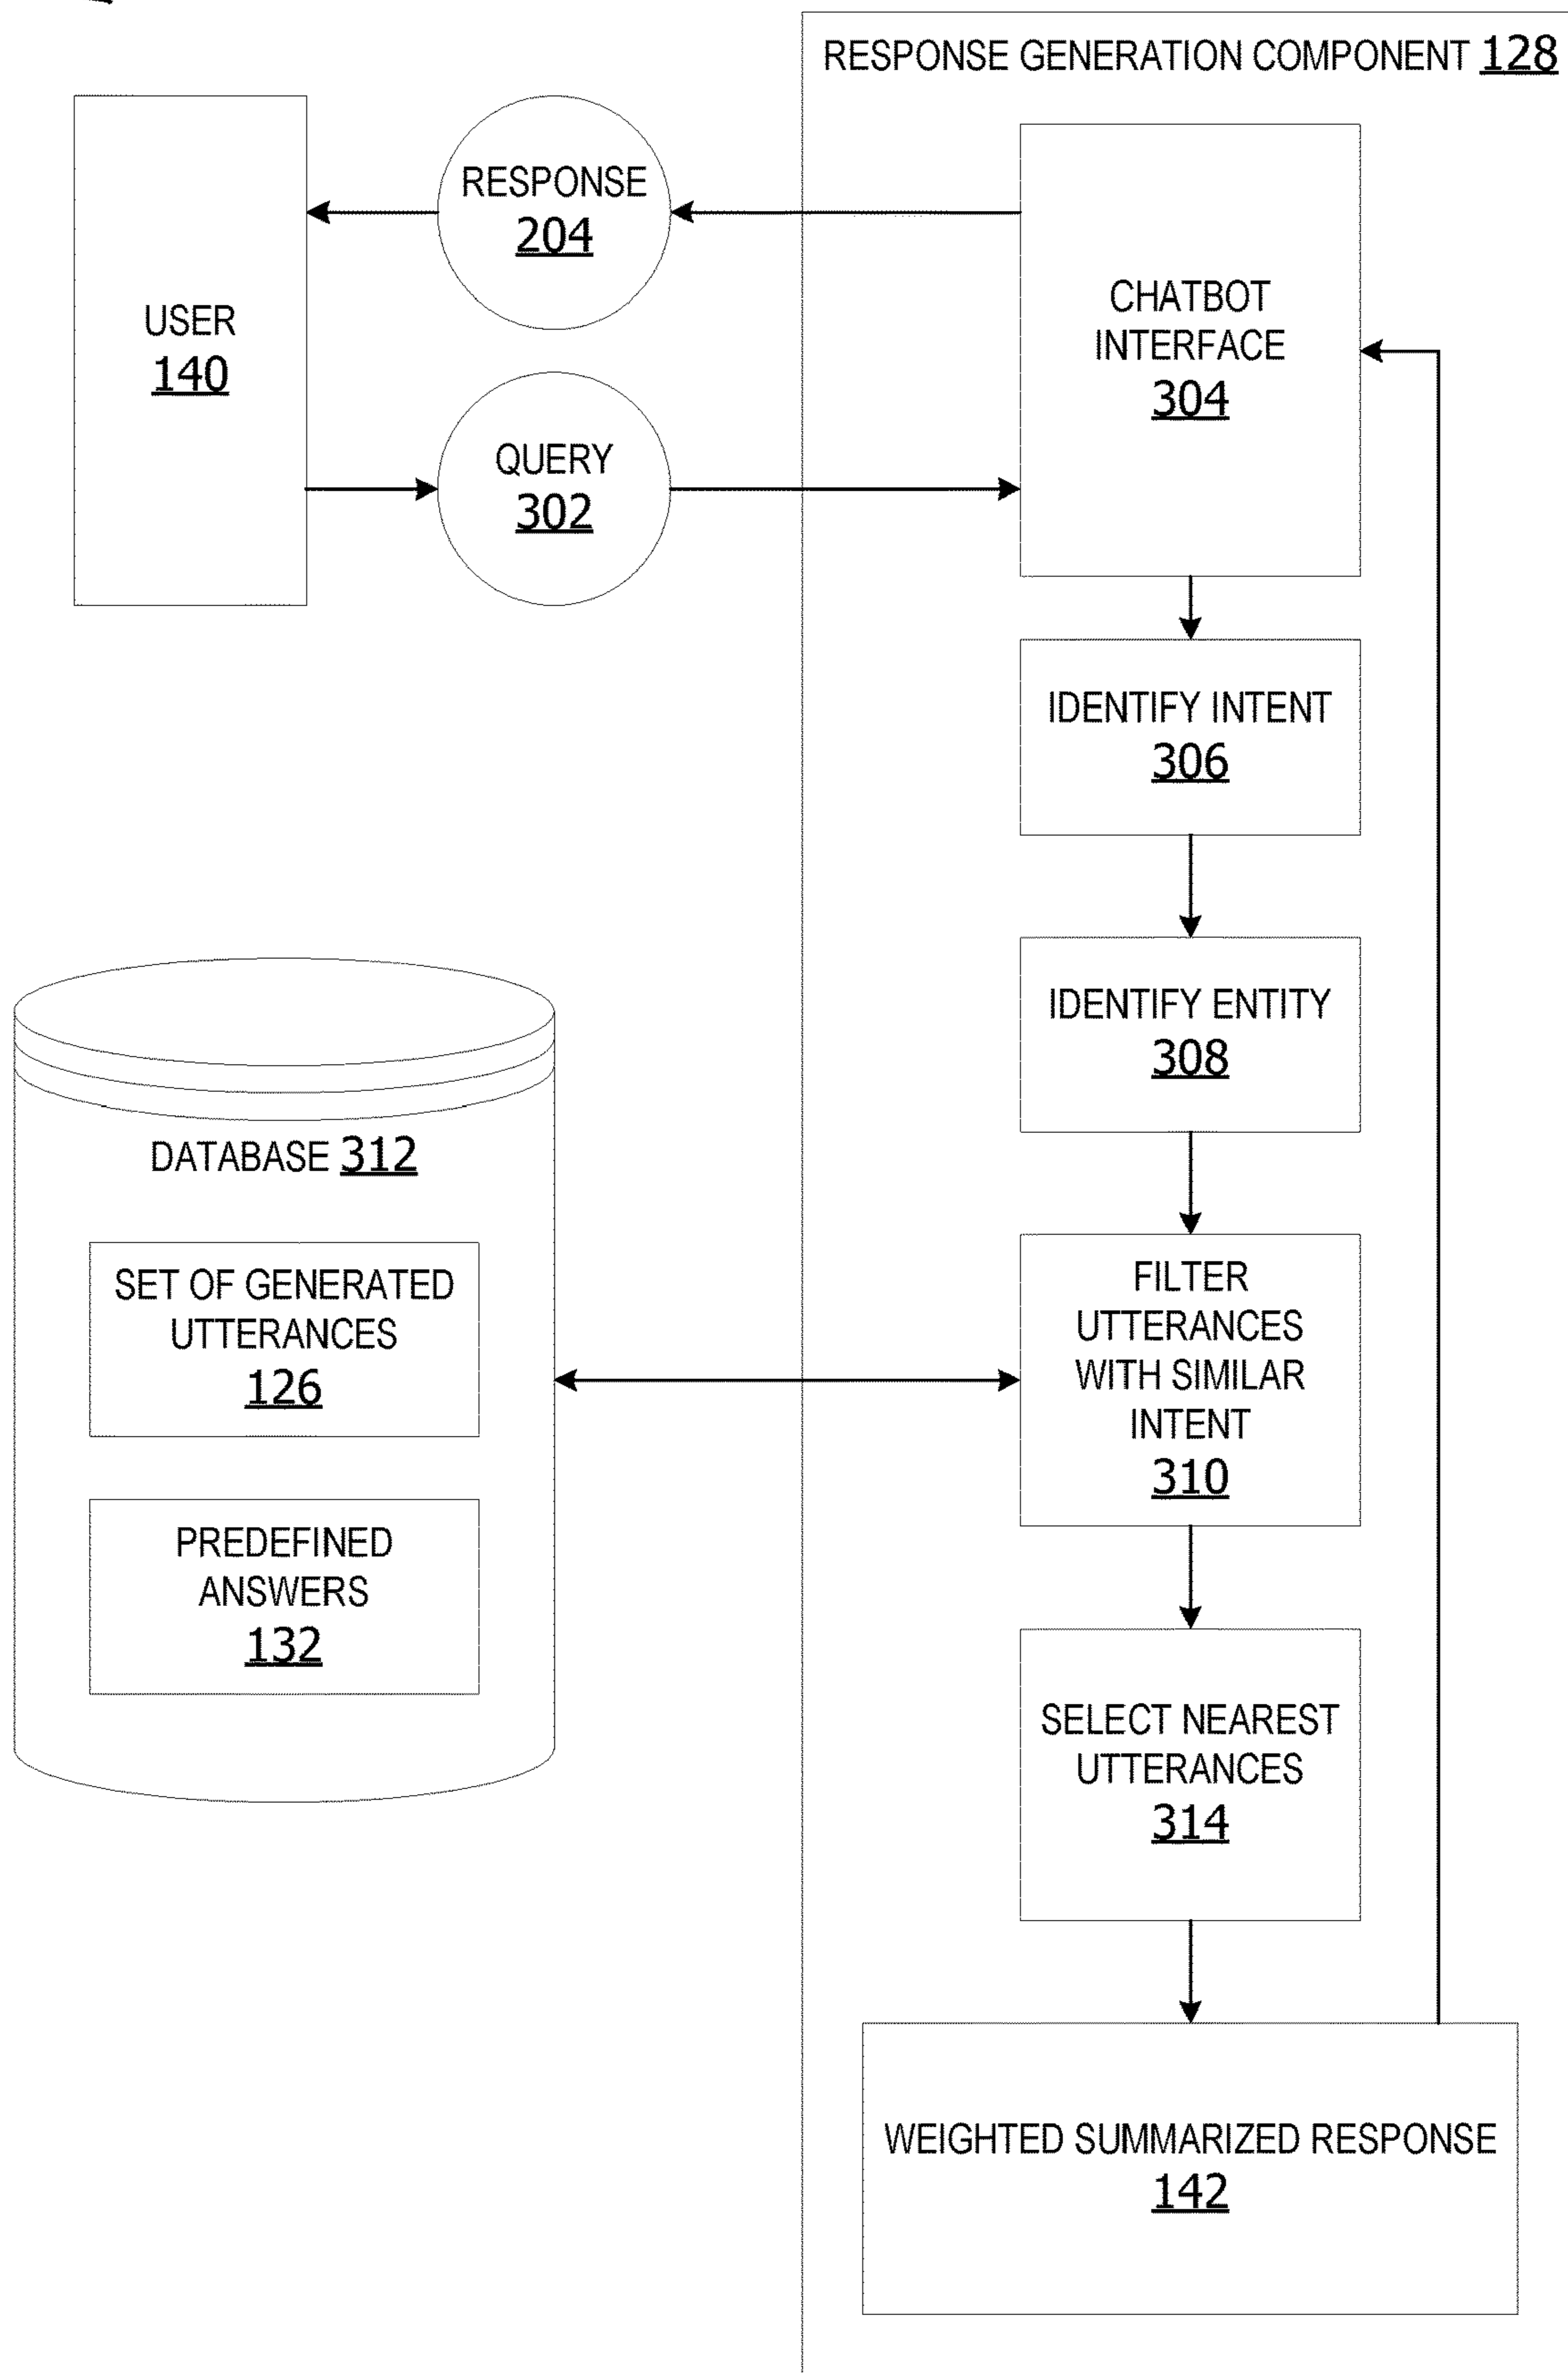 RESPONSE GENERATION COMPONENT 128
RESPONSE
204
USER
140
QUERY
302
CHATBOT
INTERFACE
304
IDENTIFY INTENT
306
IDENTIFY ENTITY
308
DATABASE 312
SET OF GENERATED
UTTERANCES
126
PREDEFINED
ANSWERS
132
FILTER
UTTERANCES
WITH SIMILAR
INTENT
310
SELECT NEAREST
UTTERANCES
314
WEIGHTED SUMMARIZED RESPONSE
142